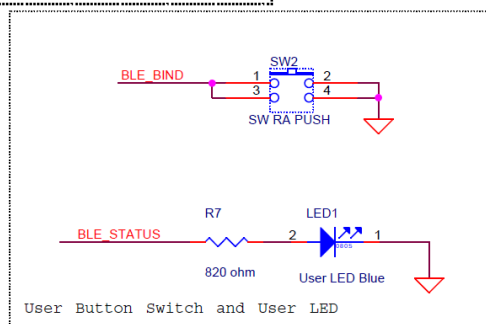 SW2
BLE_BIND
1 2
3 4
SW RA PUSH
R7 LED1
BLE_STATUS
2 1
0805
820 ohm
User LED Blue
User Button Switch and User LED